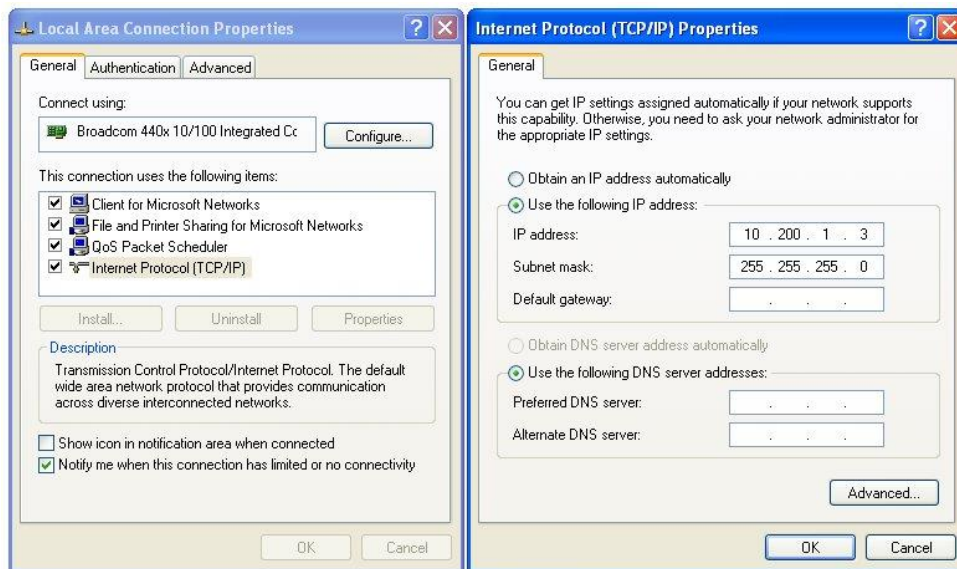 Local Area Connection Properties
General
Authentication
Advanced
Connect using:
Broadcom 440x 10/100 Integrated Cc
Configure...
This connection uses the following items:
Client for Microsoft Networks
File and Printer Sharing for Microsoft Networks
QoS Packet Scheduler
Internet Protocol (TCP/IP)
Install...
Uninstall
Properties
Description
Transmission Control Protocol/Internet Protocol. The default
wide area network protocol that provides communication
across diverse interconnected networks.
Show icon in notification area when connected
Notify me when this connection has limited or no connectivity
OK
Cancel
Internet Protocol (TCP/IP) Properties
General
You can get IP settings assigned automatically if your network supports
this capability. Otherwise, you need to ask your network administrator for
the appropriate IP settings.
Obtain an IP address automatically
Use the following IP address:
IP address: 10 . 200 . 1 . 3
Subnet mask: 255 . 255 . 255 . 0
Default gateway: . . .
Obtain DNS server address automatically
Use the following DNS server addresses:
Preferred DNS server: . . .
Alternate DNS server: . . .
Advanced...
OK
Cancel